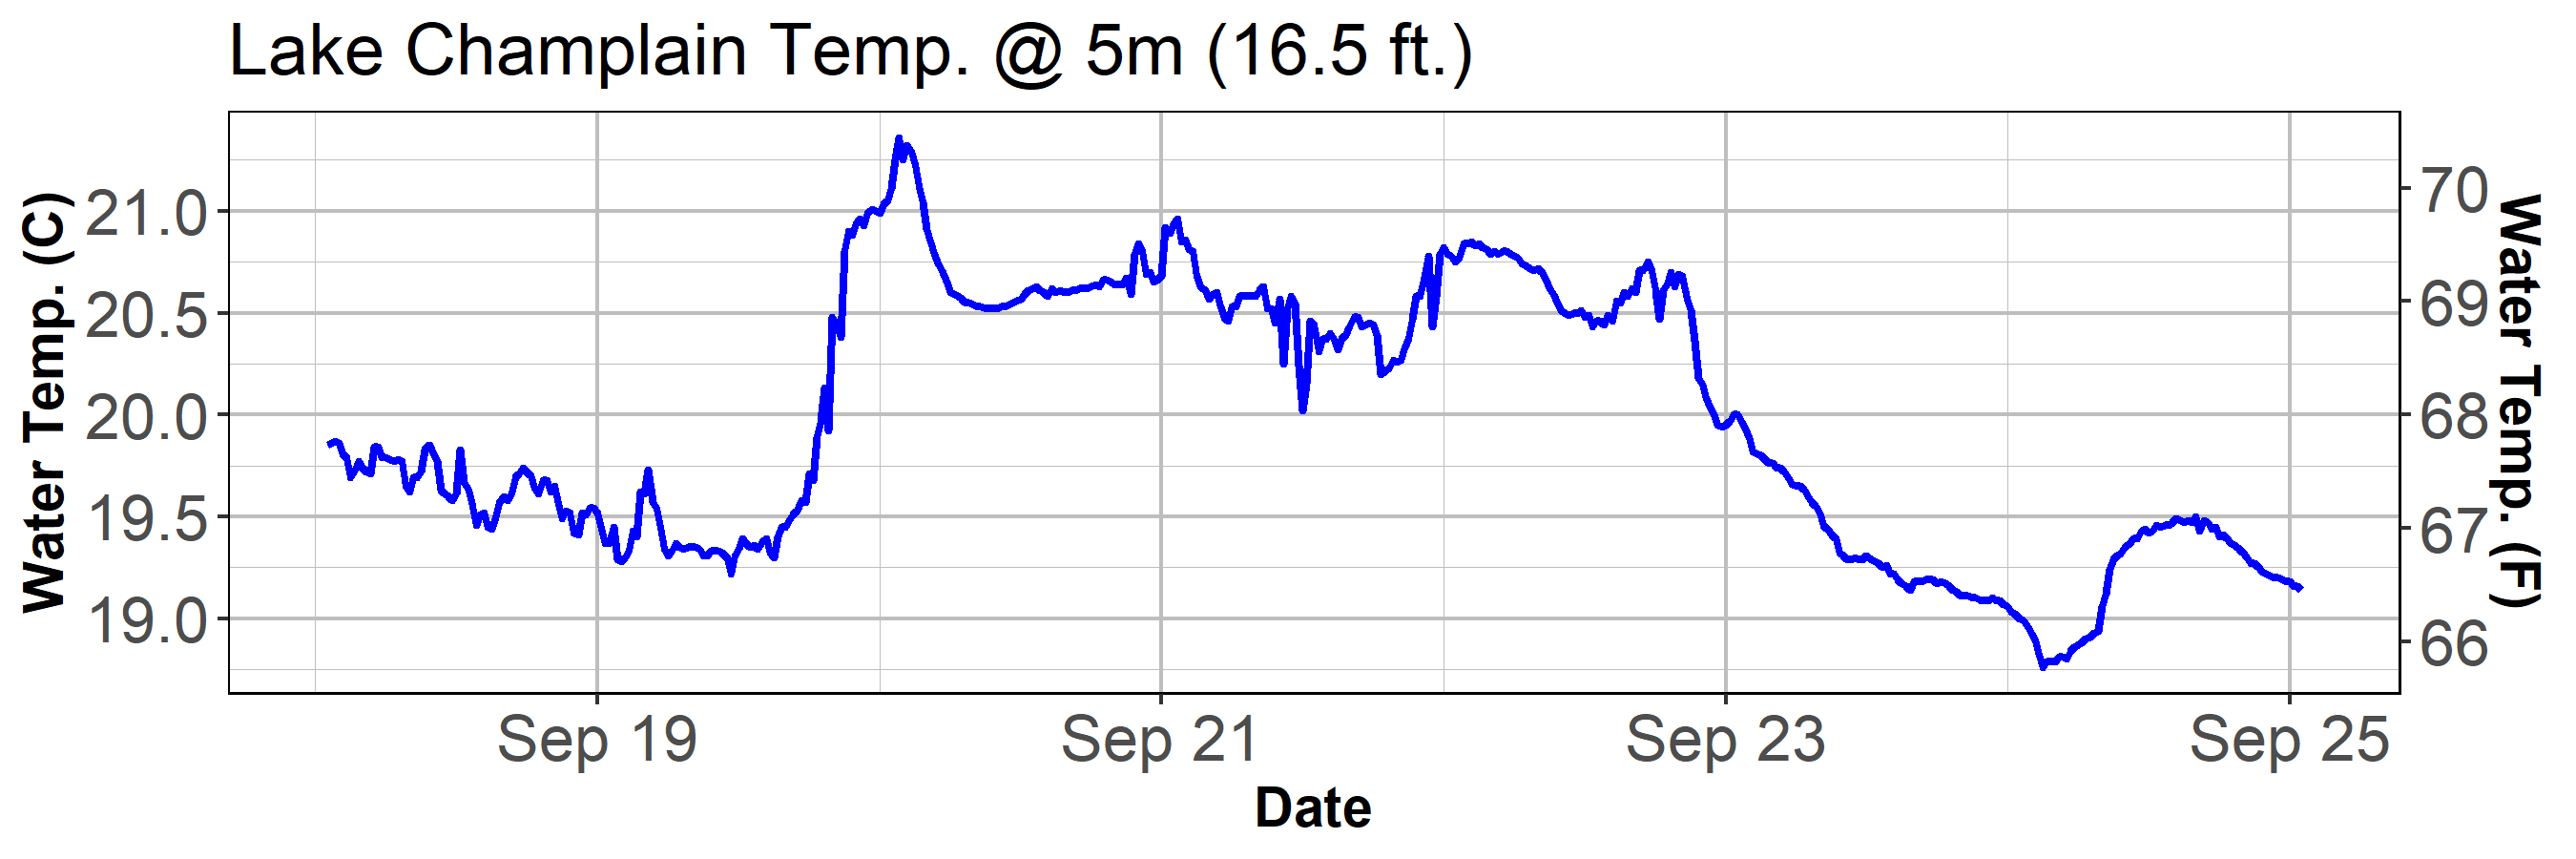 Lake Champlain Temp. @ 5m (16.5 ft.)
Water Temp. (C)
21.0
20.5
20.0
19.5
19.0
70
69
68
67
66
Water Temp. (F)
Sep 19
Sep 21
Sep 23
Sep 25
Date